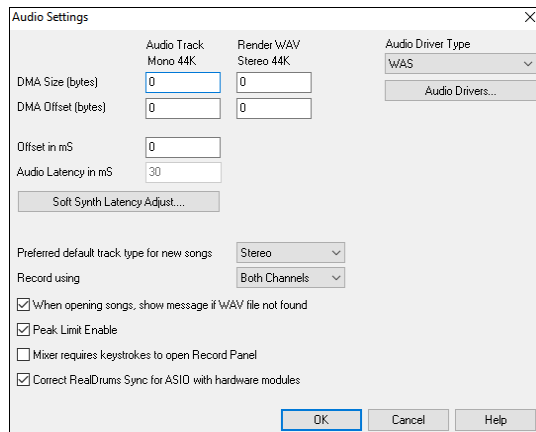 Audio Settings
Audio Track Render WAV Audio Driver Type
Mono 44K Stereo 44K
WAS
DMA Size (bytes) 0 0
Audio Drivers...
DMA Offset (bytes) 0 0
Offset in mS 0
Audio Latency in mS 30
Soft Synth Latency Adjust....
Preferred default track type for new songs Stereo
Record using Both Channels
When opening songs, show message if WAV file not found
Peak Limit Enable
Mixer requires keystrokes to open Record Panel
Correct RealDrums Sync for ASIO with hardware modules
OK Cancel Help